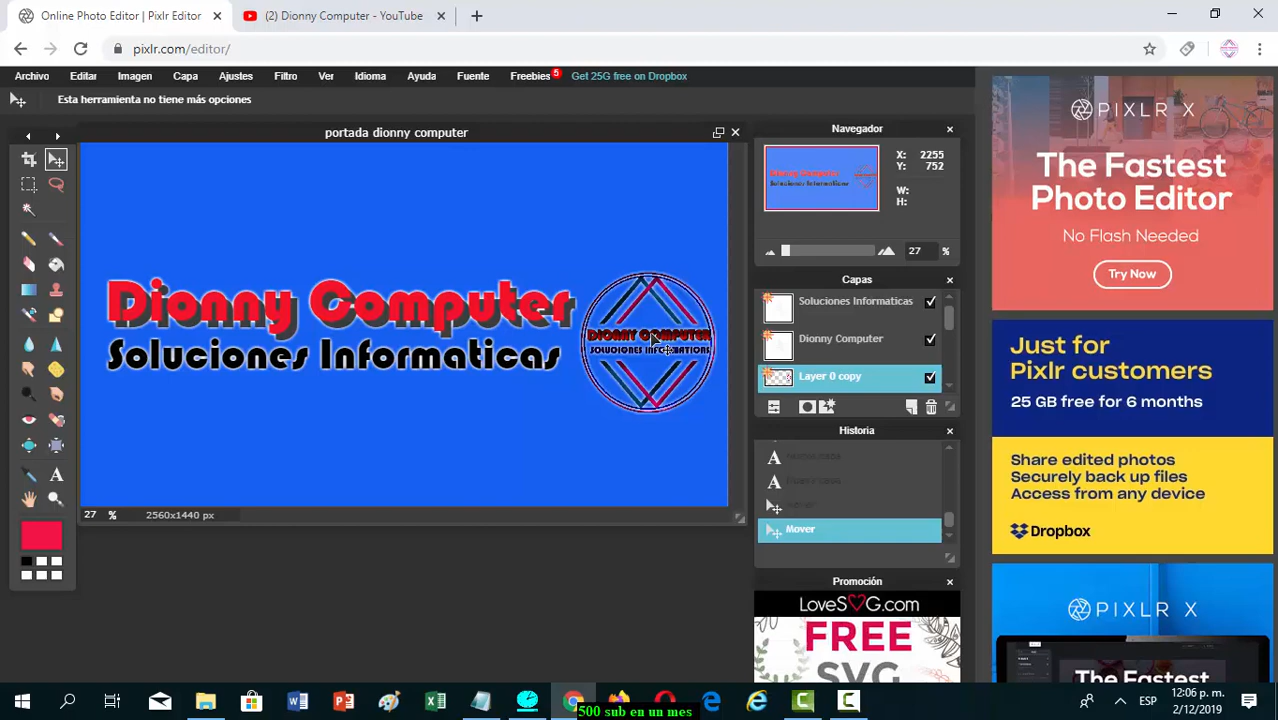 Online Photo Editor | Pixlr Editor
(2) Dionny Computer - YouTube
pixlr.com/editor/
Archivo Editar Imagen Capa Ajustes Filtro Ver Idioma Ayuda Fuente Freebies 5 Get 25G free on Dropbox
Esta herramienta no tiene más opciones
portada dionny computer
Dionny Computer
Soluciones Informaticas
DIONNY COMPUTER
SOLUCIONES INFORMATIONS
27 % 2560x1440 px
Navegador
X: 2255
Y: 752
W:
H:
27 %
Capas
Soluciones Informaticas
Dionny Computer
Layer 0 copy
Historia
Mover
Promoción
LoveSVG.com
FREE
SVG
PIXLR X
The Fastest
Photo Editor
No Flash Needed
Try Now
Just for
Pixlr customers
25 GB free for 6 months
Share edited photos
Securely back up files
Access from any device
Dropbox
PIXLR X
The Fastest
500 sub en un mes
ESP
12:06 p. m.
2/12/2019